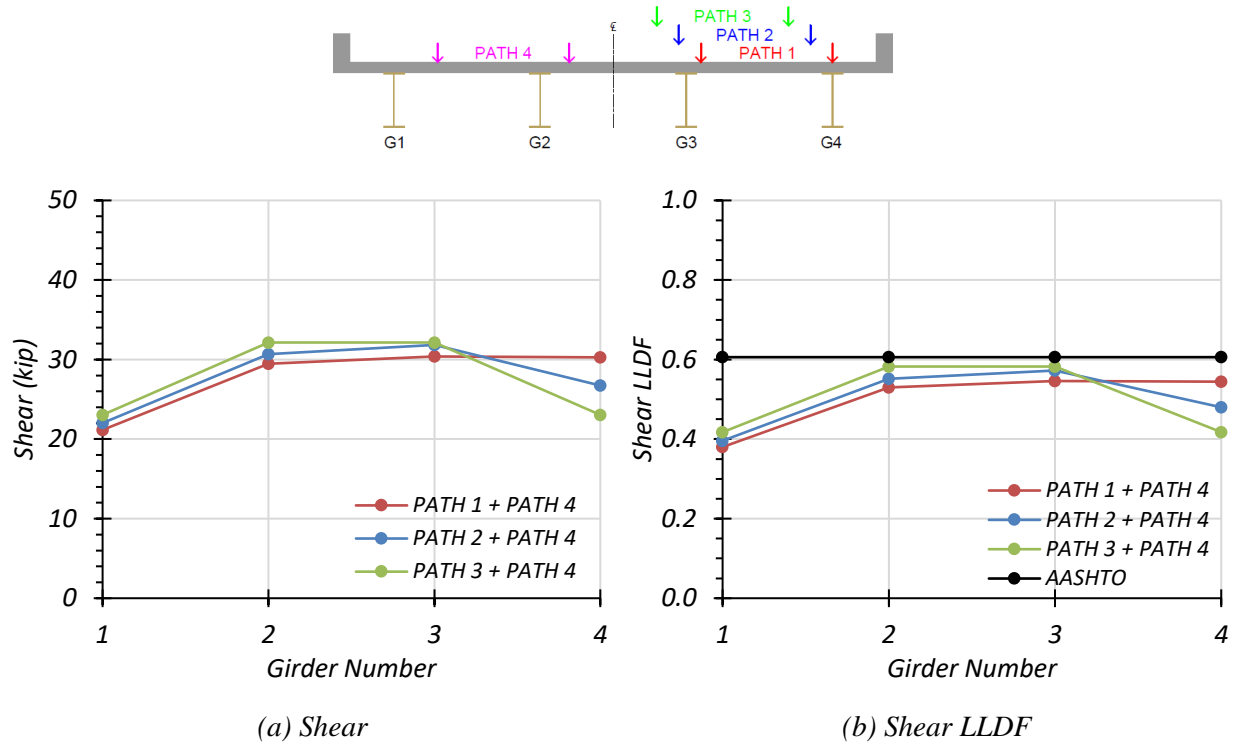 PATH 3
℄
PATH 2
PATH 4
PATH 1
G1
G2
G3
G4
50
40
30
20
10
0
Shear (kip)
PATH 1 + PATH 4
PATH 2 + PATH 4
PATH 3 + PATH 4
1
2
3
4
Girder Number
(a) Shear
1.0
0.8
0.6
0.4
0.2
0.0
Shear LLDF
PATH 1 + PATH 4
PATH 2 + PATH 4
PATH 3 + PATH 4
AASHTO
1
2
3
4
Girder Number
(b) Shear LLDF